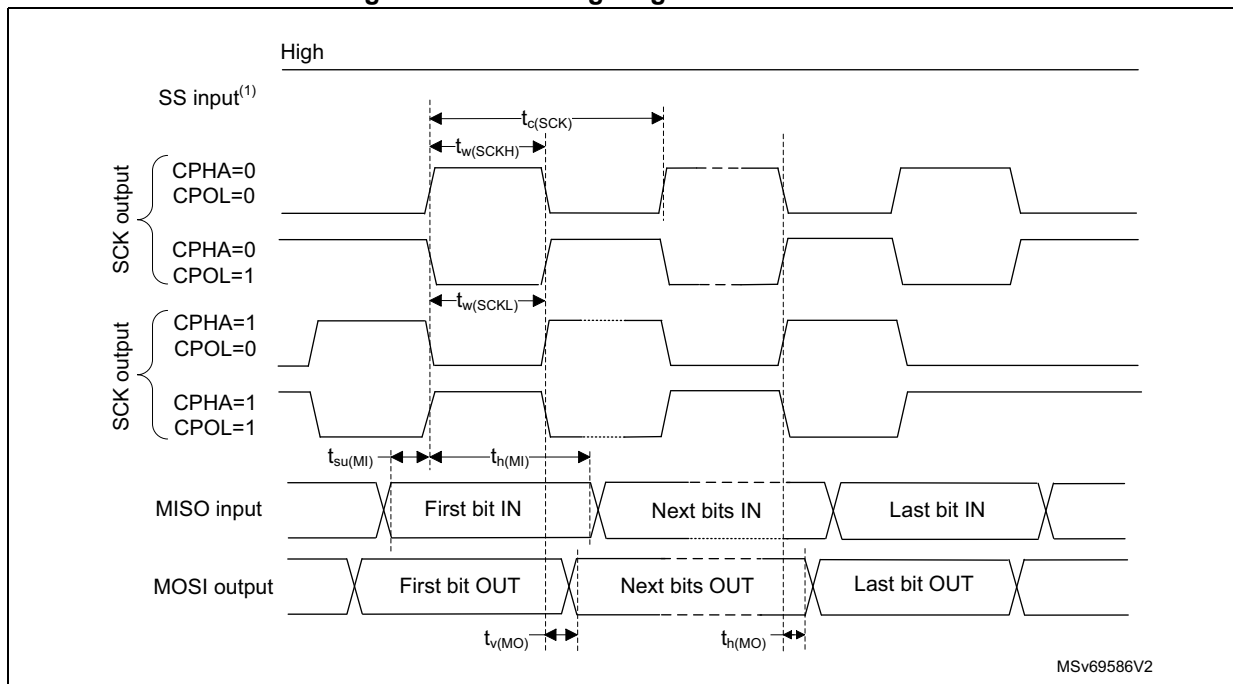 High
SS input(1)
tc(SCK)
tw(SCKH)
SCK output
CPHA=0
CPOL=0
CPHA=0
CPOL=1
tw(SCKL)
SCK output
CPHA=1
CPOL=0
CPHA=1
CPOL=1
tsu(MI)
th(MI)
MISO input
First bit IN
Next bits IN
Last bit IN
MOSI output
First bit OUT
Next bits OUT
Last bit OUT
tv(MO)
th(MO)
MSv69586V2